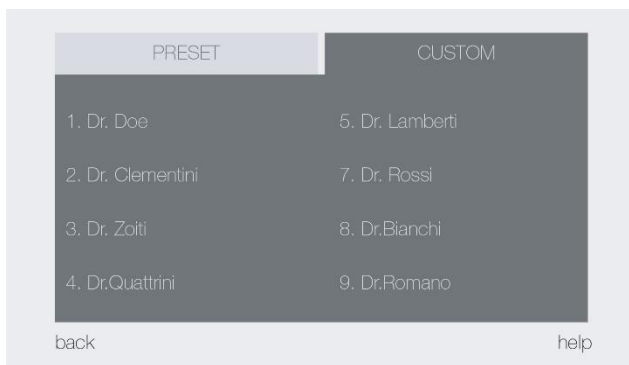 PRESET
CUSTOM
1. Dr. Doe
2. Dr. Clementini
3. Dr. Zoiti
4. Dr.Quattrini
5. Dr. Lamberti
7. Dr. Rossi
8. Dr.Bianchi
9. Dr.Romano
back
help